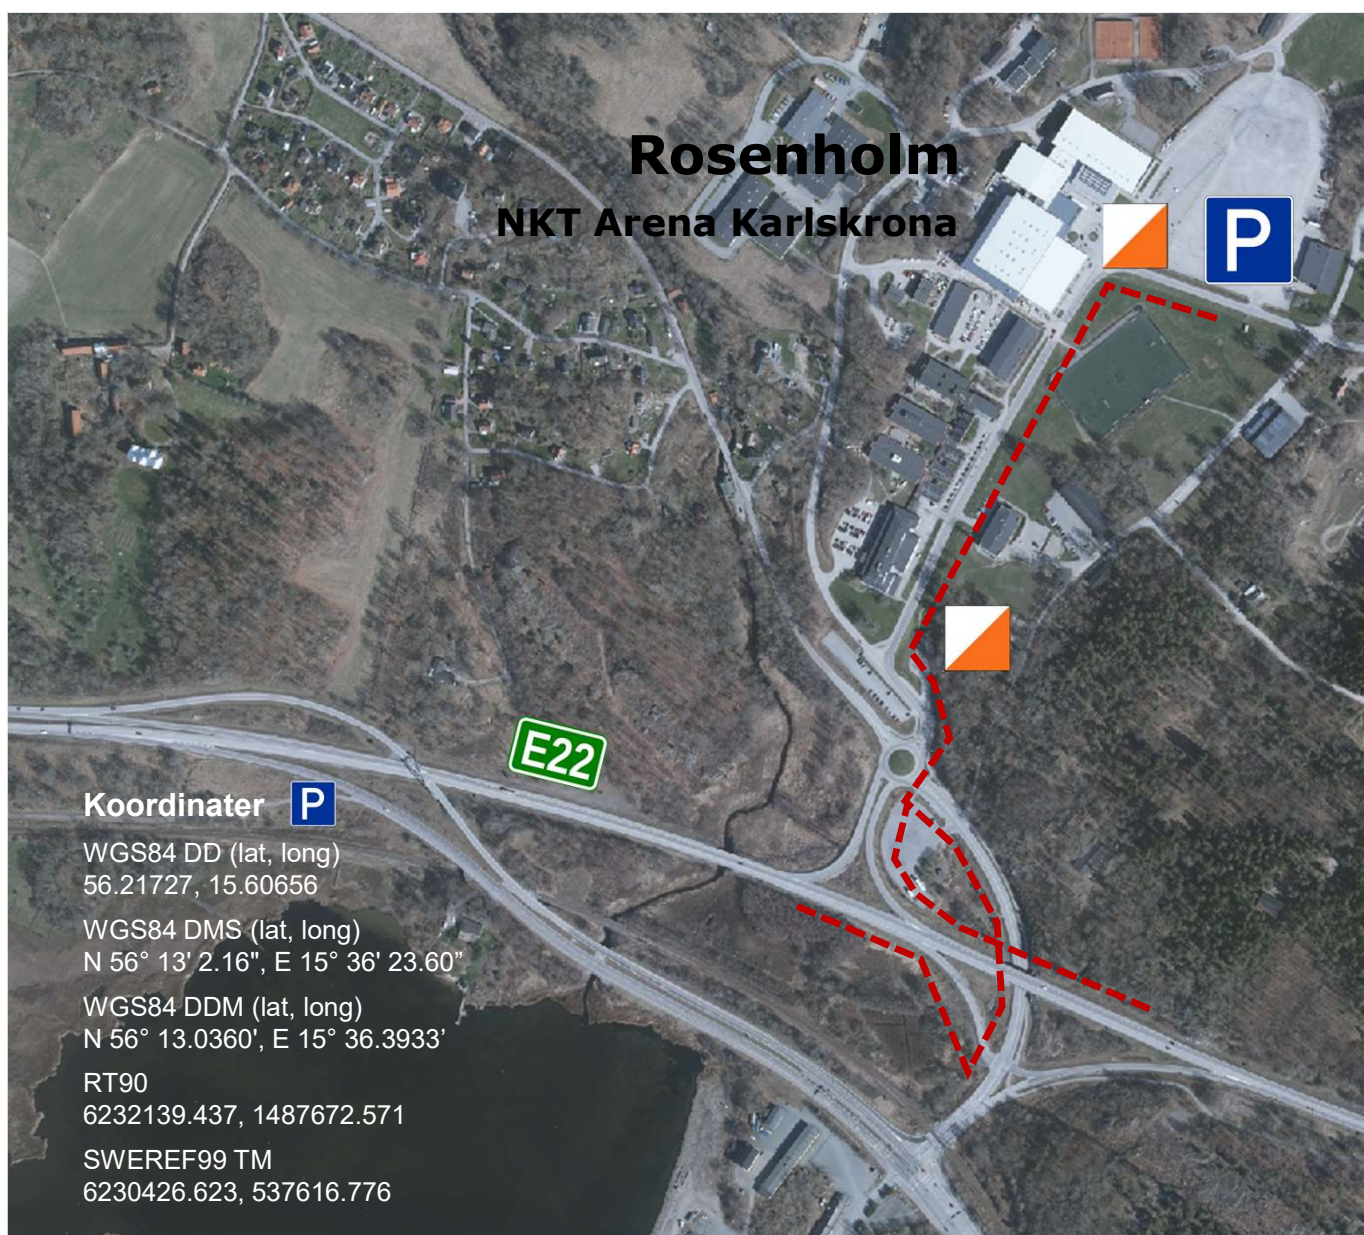 Rosenholm
NKT Arena Karlskrona
P
E22
Koordinater P
WGS84 DD (lat, long)
56.21727, 15.60656
WGS84 DMS (lat, long)
N 56° 13' 2.16", E 15° 36' 23.60”
WGS84 DDM (lat, long)
N 56° 13.0360', E 15° 36.3933’
RT90
6232139.437, 1487672.571
SWEREF99 TM
6230426.623, 537616.776